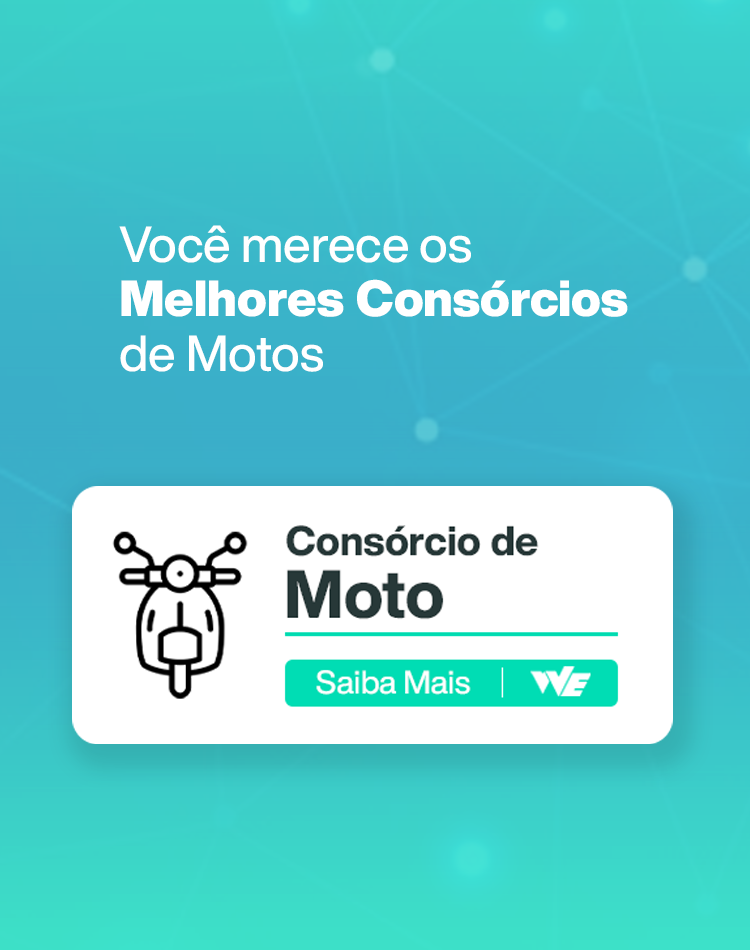 Você merece os
Melhores Consórcios
de Motos
Consórcio de
Moto
Saiba Mais
WE